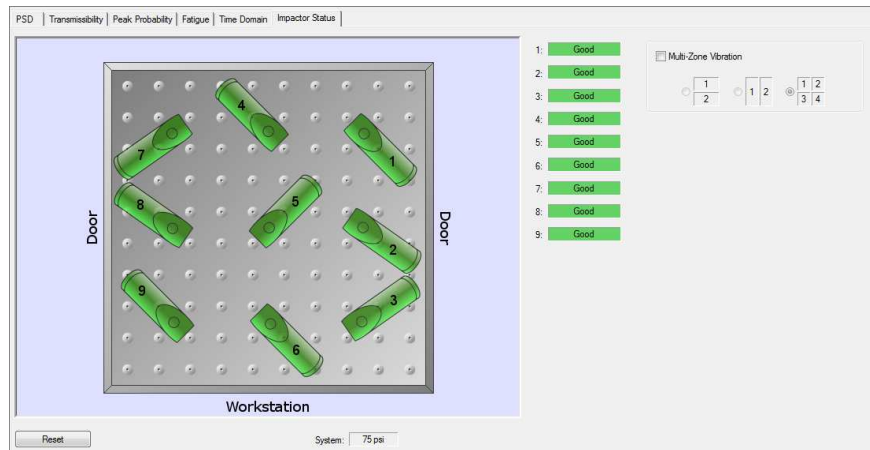 PSD Transmissibility Peak Probability Fatigue Time Domain Impactor Status
4
7
1
8
5
2
9
3
6
Door
Door
Workstation
1: Good
2: Good
3: Good
4: Good
5: Good
6: Good
7: Good
8: Good
9: Good
Multi-Zone Vibration
1
2
1 2
1 2
3 4
Reset
System: 75 psi